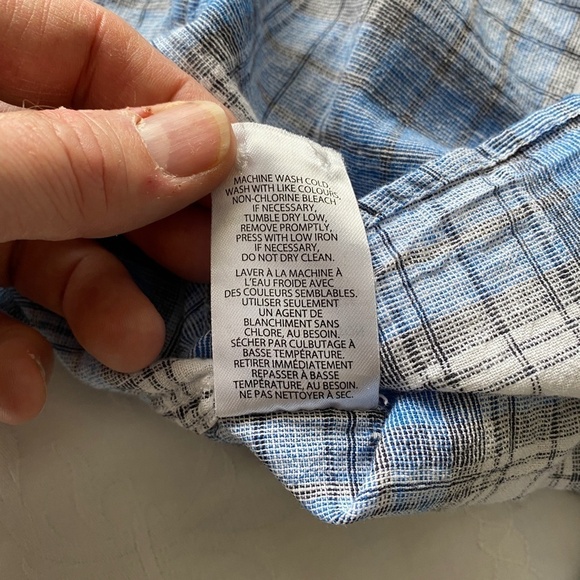 MACHINE WASH COLD,
WASH WITH LIKE COLOURS,
NON-CHLORINE BLEACH
IF NECESSARY,
TUMBLE DRY LOW,
REMOVE PROMPTLY,
PRESS WITH LOW IRON
IF NECESSARY,
DO NOT DRY CLEAN.
LAVER À LA MACHINE À
L'EAU FROIDE AVEC
DES COULEURS SEMBLABLES.
UTILISER SEULEMENT
UN AGENT DE
BLANCHIMENT SANS
CHLORE, AU BESOIN.
SÉCHER PAR CULBUTAGE À
BASSE TEMPÉRATURE.
RETIRER IMMÉDIATEMENT
REPASSER À BASSE
TEMPÉRATURE, AU BESOIN.
NE PAS NETTOYER À SEC.